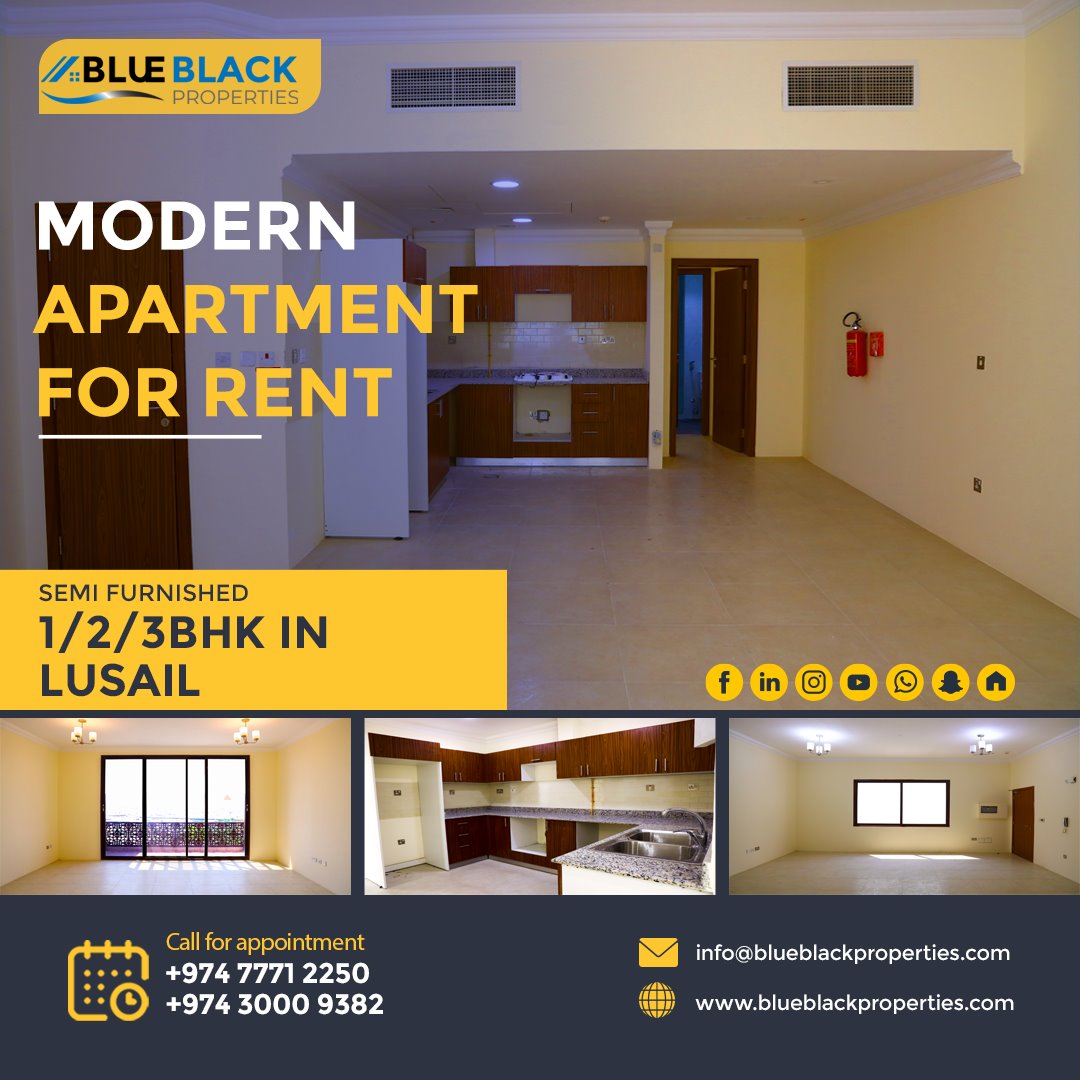 BLUE BLACK
PROPERTIES
MODERN
APARTMENT
FOR RENT
SEMI FURNISHED
1/2/3BHK IN
LUSAIL
Call for appointment
+974 7771 2250
+974 3000 9382
info@blueblackproperties.com
www.blueblackproperties.com